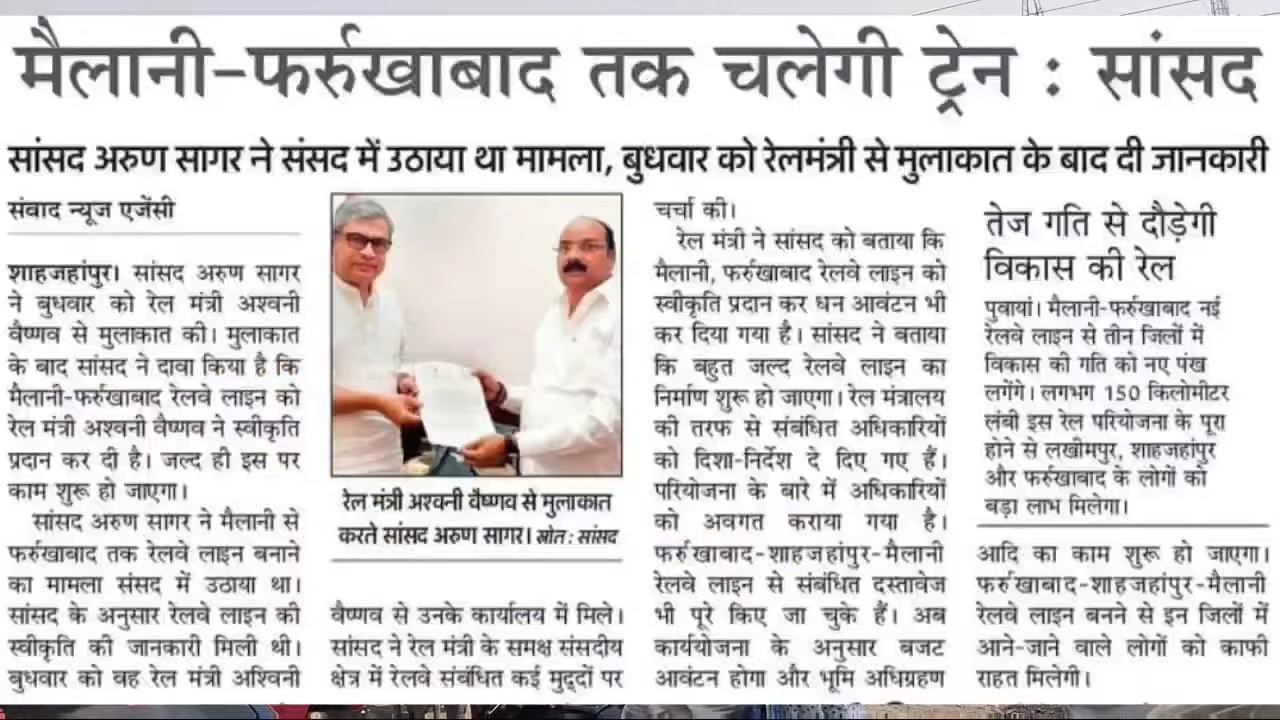 मैलानी-फर्रुखाबाद तक चलेगी ट्रेन : सांसद
सांसद अरुण सागर ने संसद में उठाया था मामला, बुधवार को रेलमंत्री से मुलाकात के बाद दी जानकारी
संवाद न्यूज एजेंसी
शाहजहांपुर। सांसद अरुण सागर
ने बुधवार को रेल मंत्री अश्वनी
वैष्णव से मुलाकात की। मुलाकात
के बाद सांसद ने दावा किया है कि
मैलानी-फर्रुखाबाद रेलवे लाइन को
रेल मंत्री अश्वनी वैष्णव ने स्वीकृति
प्रदान कर दी है। जल्द ही इस पर
काम शुरू हो जाएगा।
सांसद अरुण सागर ने मैलानी से
फर्रुखाबाद तक रेलवे लाइन बनाने
का मामला संसद में उठाया था।
सांसद के अनुसार रेलवे लाइन की
स्वीकृति की जानकारी मिली थी।
बुधवार को वह रेल मंत्री अश्विनी
रेल मंत्री अश्वनी वैष्णव से मुलाकात
करते सांसद अरुण सागर। स्रोत : सांसद
वैष्णव से उनके कार्यालय में मिले।
सांसद ने रेल मंत्री के समक्ष संसदीय
क्षेत्र में रेलवे संबंधित कई मुद्दों पर
चर्चा की।
रेल मंत्री ने सांसद को बताया कि
मैलानी, फर्रुखाबाद रेलवे लाइन को
स्वीकृति प्रदान कर धन आवंटन भी
कर दिया गया है। सांसद ने बताया
कि बहुत जल्द रेलवे लाइन का
निर्माण शुरू हो जाएगा। रेल मंत्रालय
की तरफ से संबंधित अधिकारियों
को दिशा-निर्देश दे दिए गए हैं।
परियोजना के बारे में अधिकारियों
को अवगत कराया गया है।
फर्रुखाबाद-शाहजहांपुर-मैलानी
रेलवे लाइन से संबंधित दस्तावेज
भी पूरे किए जा चुके हैं। अब
कार्ययोजना के अनुसार बजट
आवंटन होगा और भूमि अधिग्रहण
तेज गति से दौड़ेगी
विकास की रेल
पुवायां। मैलानी-फर्रुखाबाद नई
रेलवे लाइन से तीन जिलों में
विकास की गति को नए पंख
लगेंगे। लगभग 150 किलोमीटर
लंबी इस रेल परियोजना के पूरा
होने से लखीमपुर, शाहजहांपुर
और फर्रुखाबाद के लोगों को
बड़ा लाभ मिलेगा।
आदि का काम शुरू हो जाएगा।
फर्रुखाबाद-शाहजहांपुर-मैलानी
रेलवे लाइन बनने से इन जिलों में
आने-जाने वाले लोगों को काफी
राहत मिलेगी।